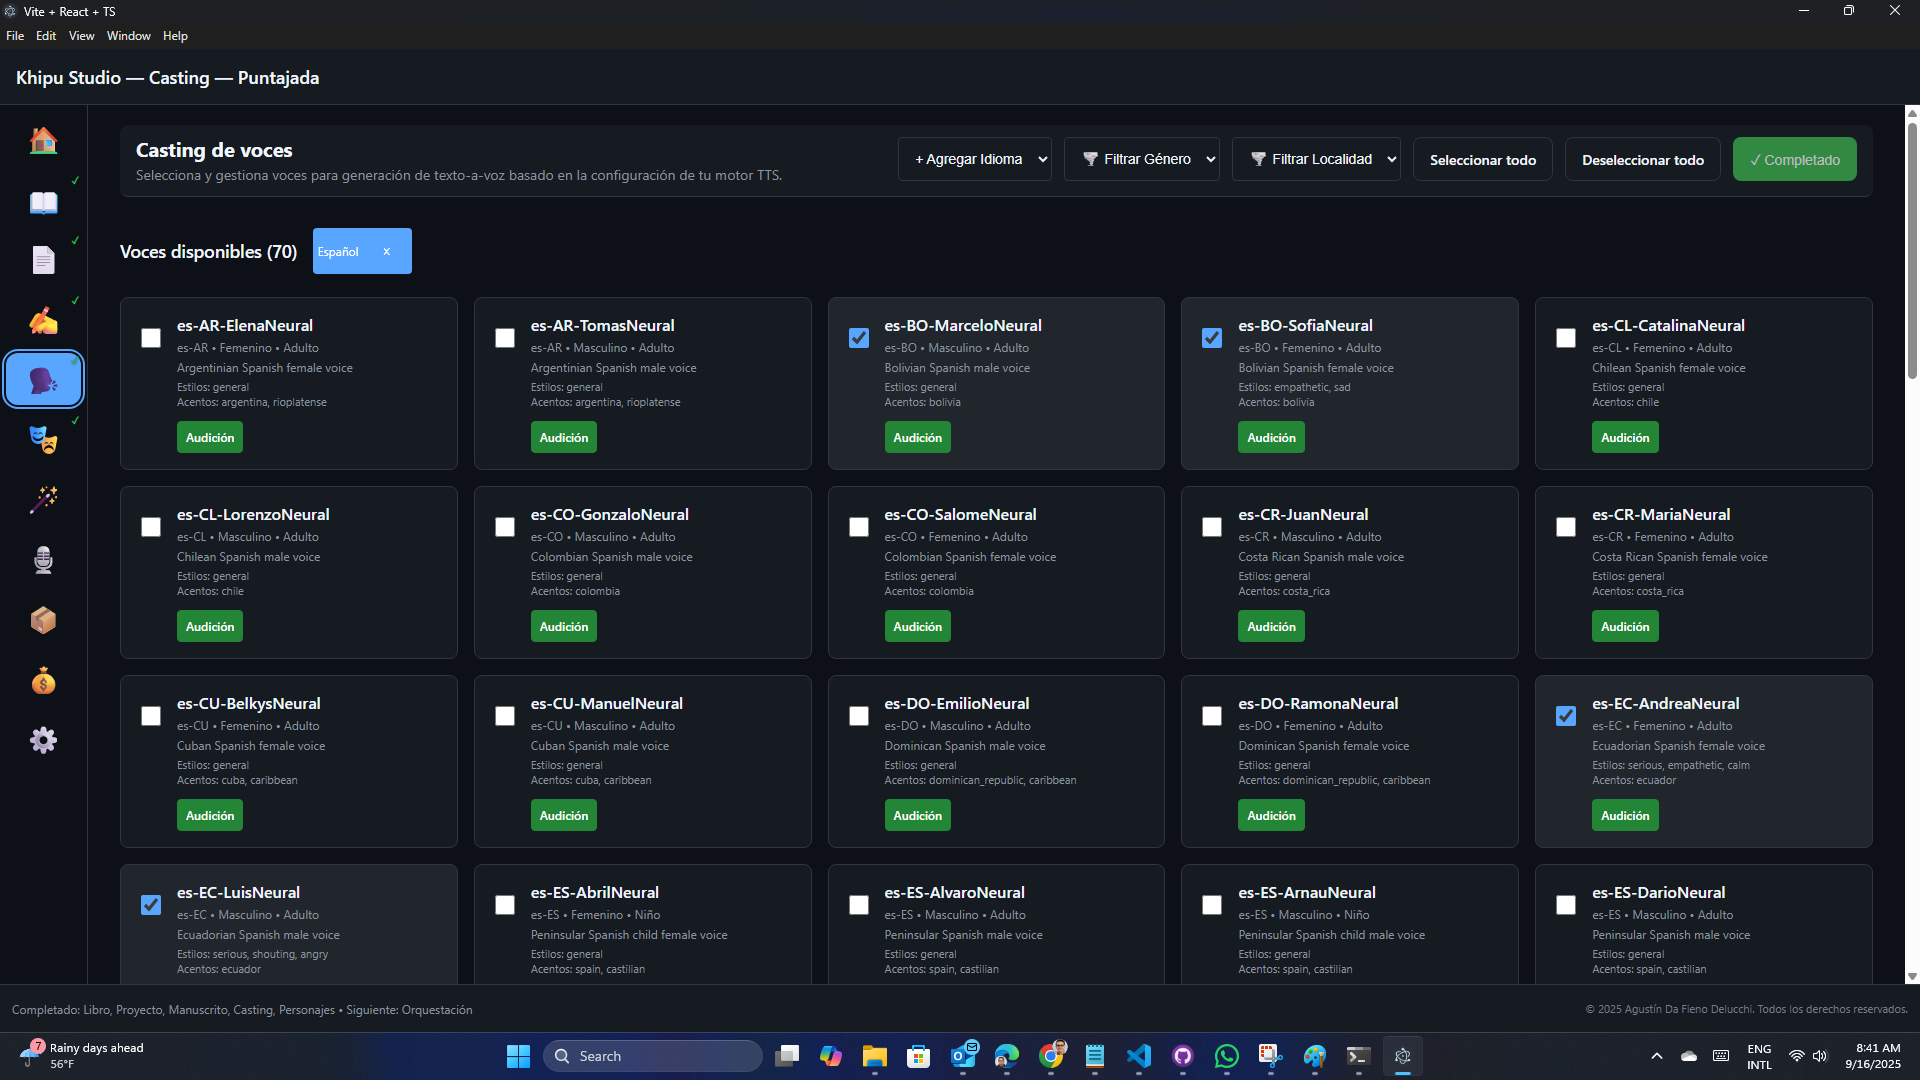 Vite + React + TS
File Edit View Window Help
Khipu Studio — Casting — Puntajada
Casting de voces
Selecciona y gestiona voces para generación de texto-a-voz basado en la configuración de tu motor TTS.
+ Agregar Idioma
Filtrar Género
Filtrar Localidad
Seleccionar todo
Deseleccionar todo
✓ Completado
Voces disponibles (70)
Español x
es-AR-ElenaNeural
es-AR • Femenino • Adulto
Argentinian Spanish female voice
Estilos: general
Acentos: argentina, rioplatense
Audición
es-AR-TomasNeural
es-AR • Masculino • Adulto
Argentinian Spanish male voice
Estilos: general
Acentos: argentina, rioplatense
Audición
es-BO-MarceloNeural
es-BO • Masculino • Adulto
Bolivian Spanish male voice
Estilos: general
Acentos: bolivia
Audición
es-BO-SofiaNeural
es-BO • Femenino • Adulto
Bolivian Spanish female voice
Estilos: empathetic, sad
Acentos: bolivia
Audición
es-CL-CatalinaNeural
es-CL • Femenino • Adulto
Chilean Spanish female voice
Estilos: general
Acentos: chile
Audición
es-CL-LorenzoNeural
es-CL • Masculino • Adulto
Chilean Spanish male voice
Estilos: general
Acentos: chile
Audición
es-CO-GonzaloNeural
es-CO • Masculino • Adulto
Colombian Spanish male voice
Estilos: general
Acentos: colombia
Audición
es-CO-SalomeNeural
es-CO • Femenino • Adulto
Colombian Spanish female voice
Estilos: general
Acentos: colombia
Audición
es-CR-JuanNeural
es-CR • Masculino • Adulto
Costa Rican Spanish male voice
Estilos: general
Acentos: costa_rica
Audición
es-CR-MariaNeural
es-CR • Femenino • Adulto
Costa Rican Spanish female voice
Estilos: general
Acentos: costa_rica
Audición
es-CU-BelkysNeural
es-CU • Femenino • Adulto
Cuban Spanish female voice
Estilos: general
Acentos: cuba, caribbean
Audición
es-CU-ManuelNeural
es-CU • Masculino • Adulto
Cuban Spanish male voice
Estilos: general
Acentos: cuba, caribbean
Audición
es-DO-EmilioNeural
es-DO • Masculino • Adulto
Dominican Spanish male voice
Estilos: general
Acentos: dominican_republic, caribbean
Audición
es-DO-RamonaNeural
es-DO • Femenino • Adulto
Dominican Spanish female voice
Estilos: general
Acentos: dominican_republic, caribbean
Audición
es-EC-AndreaNeural
es-EC • Femenino • Adulto
Ecuadorian Spanish female voice
Estilos: serious, empathetic, calm
Acentos: ecuador
Audición
es-EC-LuisNeural
es-EC • Masculino • Adulto
Ecuadorian Spanish male voice
Estilos: serious, shouting, angry
Acentos: ecuador
es-ES-AbrilNeural
es-ES • Femenino • Niño
Peninsular Spanish child female voice
Estilos: general
Acentos: spain, castilian
es-ES-AlvaroNeural
es-ES • Masculino • Adulto
Peninsular Spanish male voice
Estilos: general
Acentos: spain, castilian
es-ES-ArnauNeural
es-ES • Masculino • Niño
Peninsular Spanish child male voice
Estilos: general
Acentos: spain, castilian
es-ES-DarioNeural
es-ES • Masculino • Adulto
Peninsular Spanish male voice
Estilos: general
Acentos: spain, castilian
Completado: Libro, Proyecto, Manuscrito, Casting, Personajes • Siguiente: Orquestación
© 2025 Agustín Da Fieno Delucchi. Todos los derechos reservados.
7
Rainy days ahead
56°F
Search
ENG
INTL
8:41 AM
9/16/2025